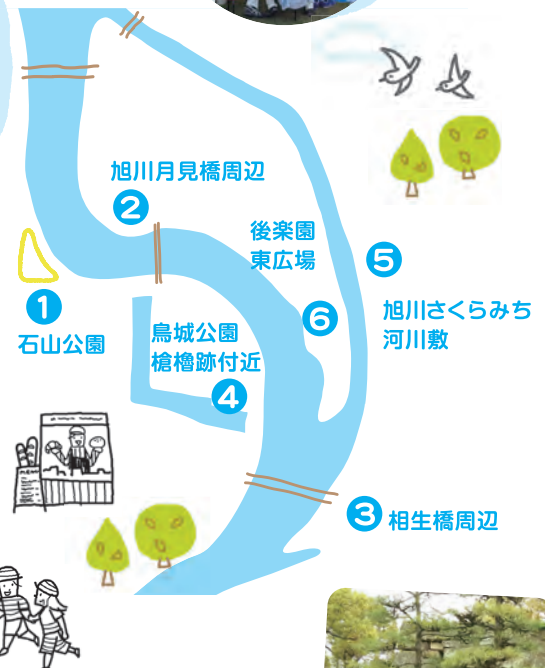 旭川月見橋周辺
2
後楽園
東広場
5
1
石山公園
6
旭川さくらみち
河川敷
烏城公園
槍櫓跡付近
4
3 相生橋周辺